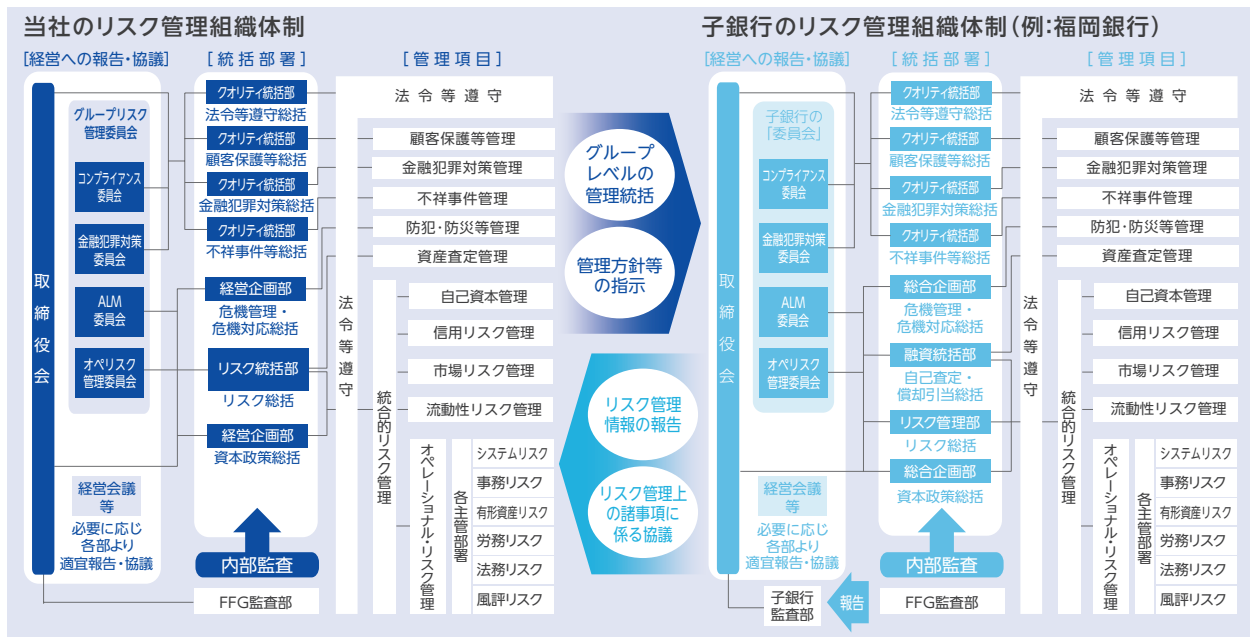 当社のリスク管理組織体制
[経営への報告・協議]
[統括部署]
[管理項目]
取締役会
グループリスク
管理委員会
コンプライアンス
委員会
金融犯罪対策
委員会
ALM
委員会
オペリスク
管理委員会
経営会議
等
必要に応じ
各部より
適宜報告・協議
クオリティ統括部
法令等遵守総括
クオリティ統括部
顧客保護等総括
クオリティ統括部
金融犯罪対策総括
クオリティ統括部
不祥事件等総括
経営企画部
危機管理・
危機対応総括
リスク統括部
リスク総括
経営企画部
資本政策総括
内部監査
FFG監査部
法令等遵守
法令等遵守
顧客保護等管理
金融犯罪対策管理
不祥事件管理
防犯・防災等管理
資産査定管理
統合的リスク管理
自己資本管理
信用リスク管理
市場リスク管理
流動性リスク管理
オペレーショナル・リスク管理
各主管部署
システムリスク
事務リスク
有形資産リスク
労務リスク
法務リスク
風評リスク
グループ
レベルの
管理統括
管理方針等
の指示
リスク管理
情報の報告
リスク管理上
の諸事項に
係る協議
子銀行のリスク管理組織体制(例:福岡銀行)
[経営への報告・協議]
[統括部署]
[管理項目]
取締役会
子銀行の
「委員会」
コンプライアンス
委員会
金融犯罪対策
委員会
ALM
委員会
オペリスク
管理委員会
経営会議
等
必要に応じ
各部より
適宜報告・協議
子銀行
監査部
報告
クオリティ統括部
法令等遵守総括
クオリティ統括部
顧客保護等総括
クオリティ統括部
金融犯罪対策総括
クオリティ統括部
不祥事件等総括
総合企画部
危機管理・
危機対応総括
融資統括部
自己査定・
償却引当総括
リスク管理部
リスク総括
総合企画部
資本政策総括
内部監査
FFG監査部
法令等遵守
法令等遵守
顧客保護等管理
金融犯罪対策管理
不祥事件管理
防犯・防災等管理
資産査定管理
統合的リスク管理
自己資本管理
信用リスク管理
市場リスク管理
流動性リスク管理
オペレーショナル・リスク管理
各主管部署
システムリスク
事務リスク
有形資産リスク
労務リスク
法務リスク
風評リスク